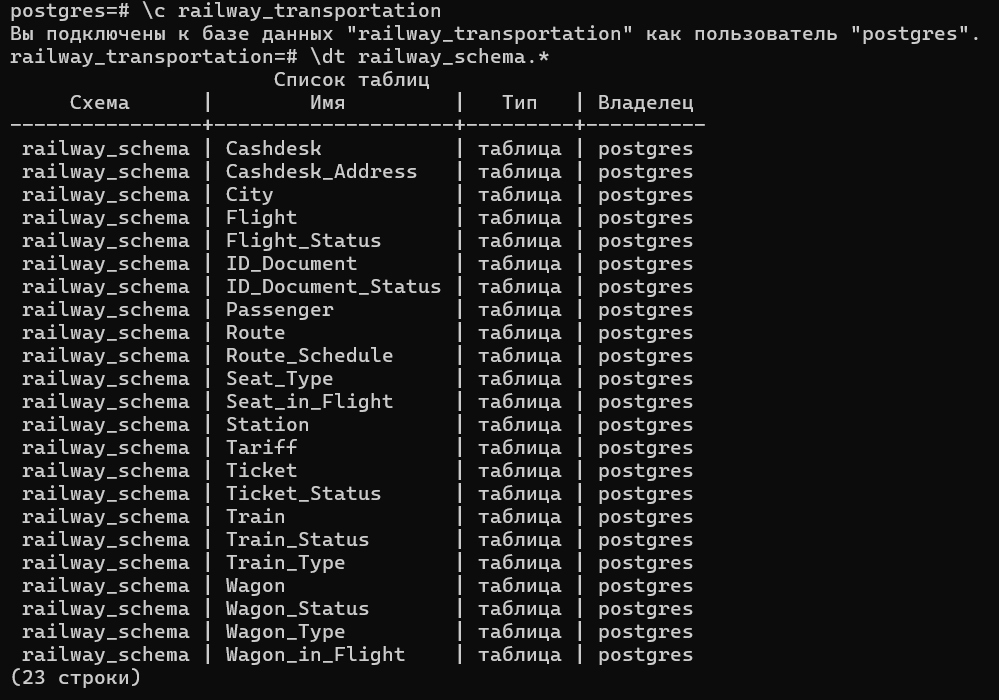 postgres=# \c railway_transportation
Вы подключены к базе данных "railway_transportation" как пользователь "postgres".
railway_transportation=# \dt railway_schema.*
                      Список таблиц
     Схема      |        Имя         |   Тип   | Владелец
----------------+--------------------+---------+----------
 railway_schema | Cashdesk           | таблица | postgres
 railway_schema | Cashdesk_Address   | таблица | postgres
 railway_schema | City               | таблица | postgres
 railway_schema | Flight             | таблица | postgres
 railway_schema | Flight_Status      | таблица | postgres
 railway_schema | ID_Document        | таблица | postgres
 railway_schema | ID_Document_Status | таблица | postgres
 railway_schema | Passenger          | таблица | postgres
 railway_schema | Route              | таблица | postgres
 railway_schema | Route_Schedule     | таблица | postgres
 railway_schema | Seat_Type          | таблица | postgres
 railway_schema | Seat_in_Flight     | таблица | postgres
 railway_schema | Station            | таблица | postgres
 railway_schema | Tariff             | таблица | postgres
 railway_schema | Ticket             | таблица | postgres
 railway_schema | Ticket_Status      | таблица | postgres
 railway_schema | Train              | таблица | postgres
 railway_schema | Train_Status       | таблица | postgres
 railway_schema | Train_Type         | таблица | postgres
 railway_schema | Wagon              | таблица | postgres
 railway_schema | Wagon_Status       | таблица | postgres
 railway_schema | Wagon_Type         | таблица | postgres
 railway_schema | Wagon_in_Flight    | таблица | postgres
(23 строки)